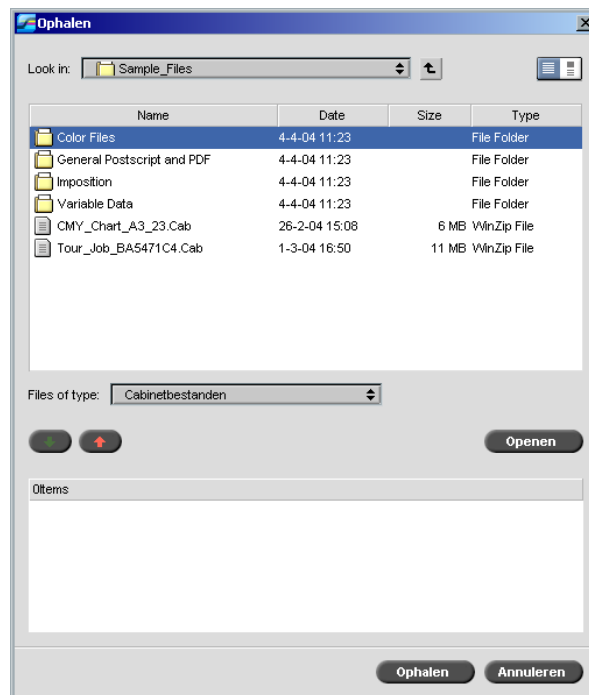 Ophalen
Look in: Sample_Files
Name Date Size Type
Color Files 4-4-04 11:23 File Folder
General Postscript and PDF 4-4-04 11:23 File Folder
Imposition 4-4-04 11:23 File Folder
Variable Data 4-4-04 11:23 File Folder
CMY_Chart_A3_23.Cab 26-2-04 15:08 6 MB WinZip File
Tour_Job_BA5471C4.Cab 1-3-04 16:50 11 MB WinZip File
Files of type: Cabinetbestanden
Openen
0Items
Ophalen Annuleren